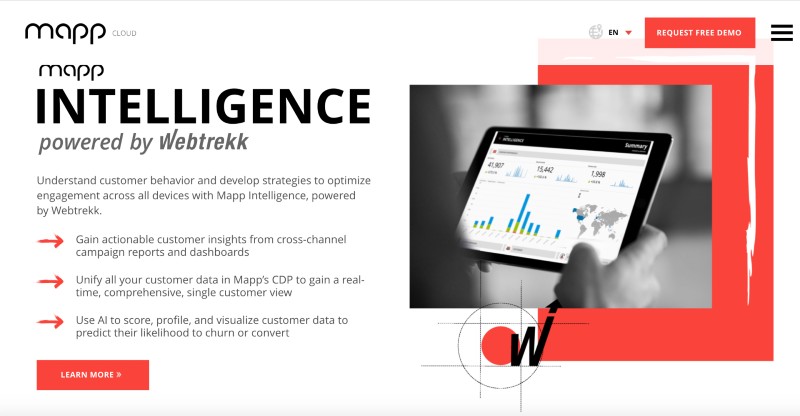 mapp CLOUD
EN
REQUEST FREE DEMO
mapp
INTELLIGENCE
powered by Webtrekk
Understand customer behavior and develop strategies to optimize
engagement across all devices with Mapp Intelligence, powered
by Webtrekk.
Gain actionable customer insights from cross-channel
campaign reports and dashboards
Unify all your customer data in Mapp's CDP to gain a real-
time, comprehensive, single customer view
Use AI to score, profile, and visualize customer data to
predict their likelihood to churn or convert
LEARN MORE »
INTELLIGENCE
Summary
41,907
15,442
1,998
W